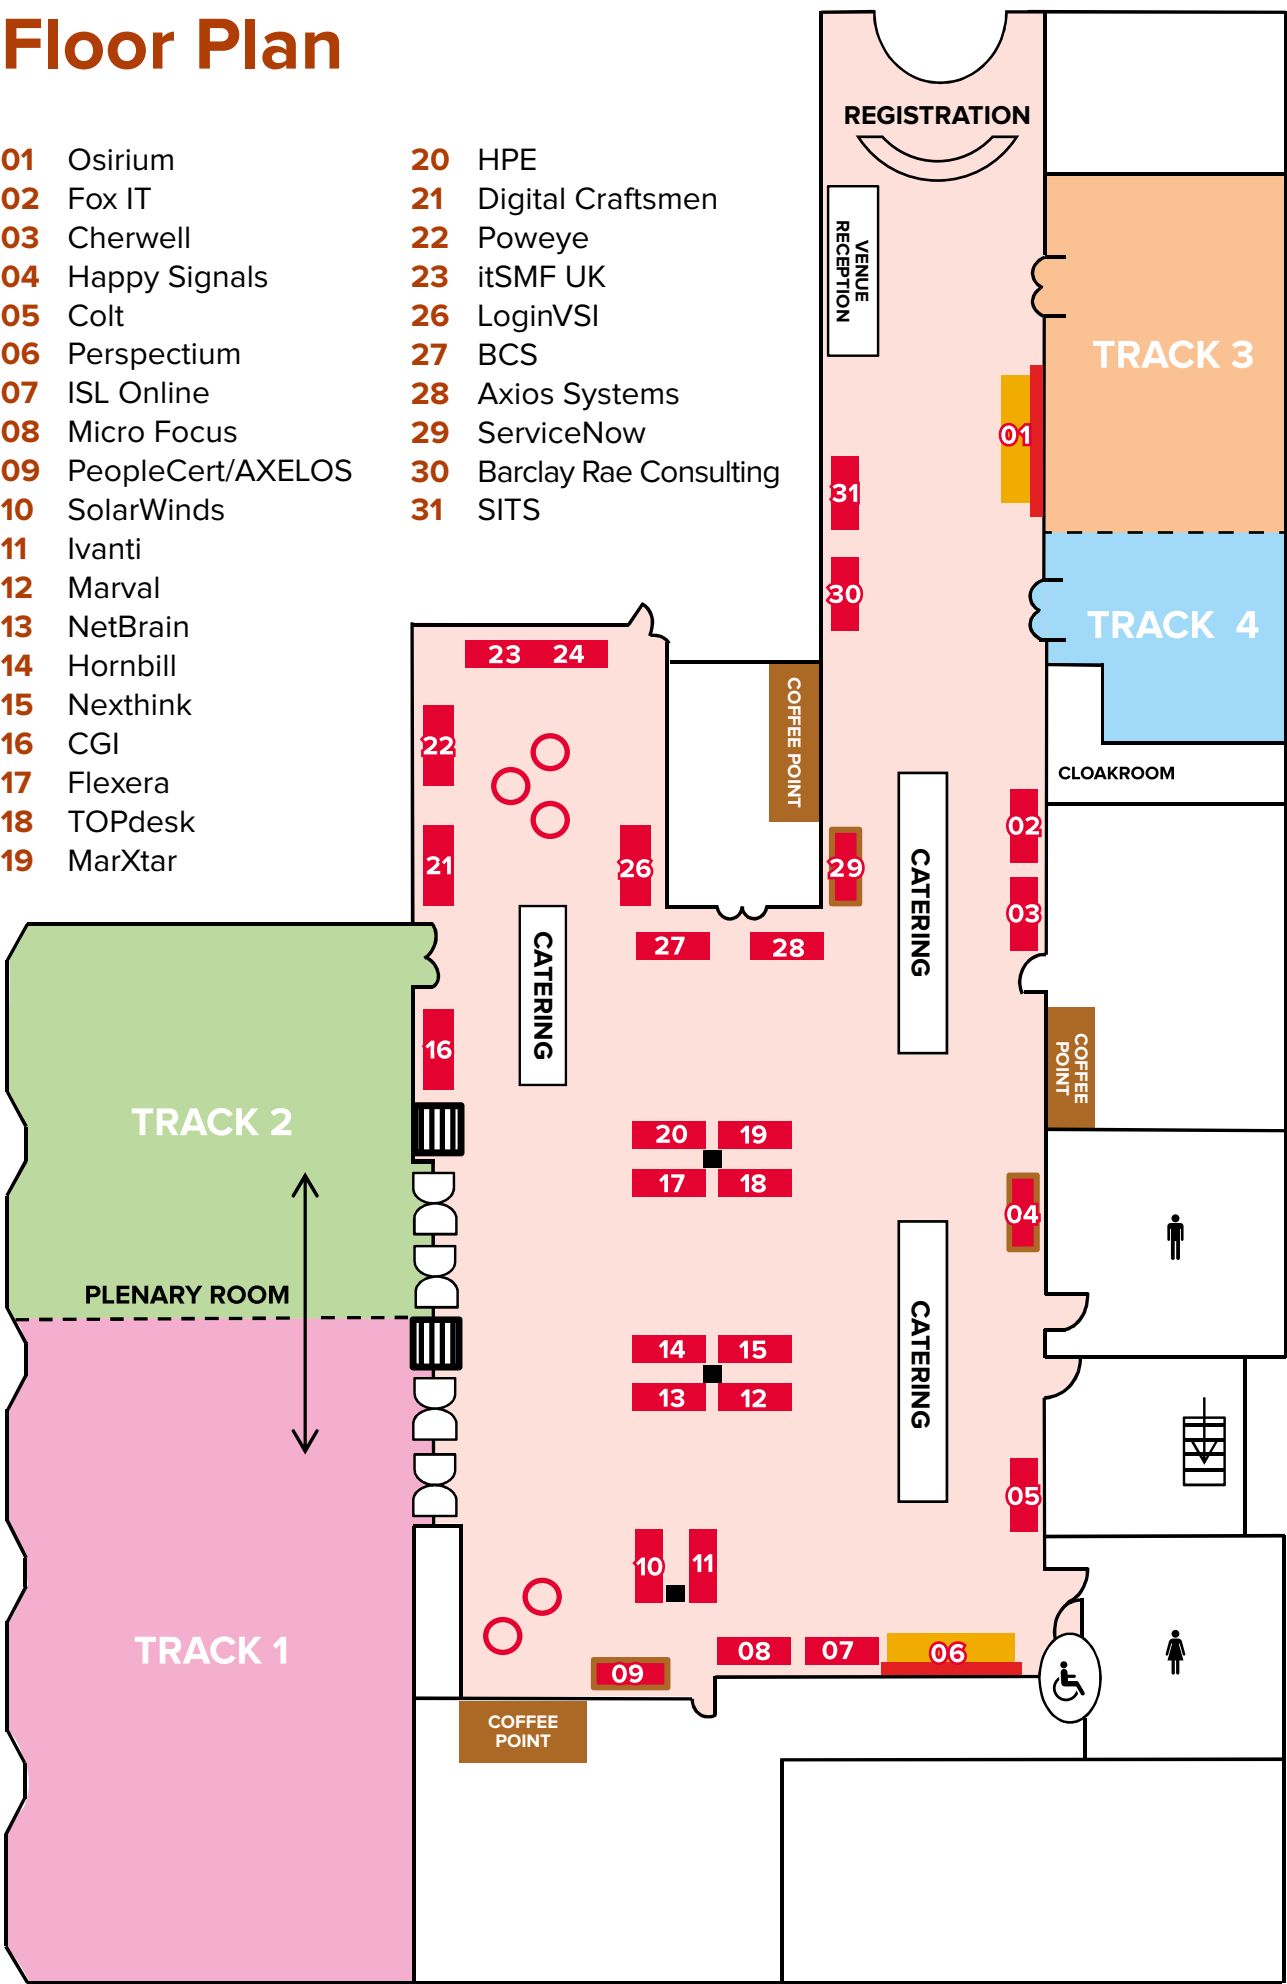 Floor Plan
01 Osirium
02 Fox IT
03 Cherwell
04 Happy Signals
05 Colt
06 Perspectium
07 ISL Online
08 Micro Focus
09 PeopleCert/AXELOS
10 SolarWinds
11 Ivanti
12 Marval
13 NetBrain
14 Hornbill
15 Nexthink
16 CGI
17 Flexera
18 TOPdesk
19 MarXtar
20 HPE
21 Digital Craftsmen
22 Poweye
23 itSMF UK
26 LoginVSI
27 BCS
28 Axios Systems
29 ServiceNow
30 Barclay Rae Consulting
31 SITS
REGISTRATION
VENUE
RECEPTION
TRACK 3
01
31
30
TRACK 4
23 24
COFFEE POINT
22
CLOAKROOM
02
21
26
29
CATERING
03
27
28
CATERING
16
COFFEE
POINT
TRACK 2
20 19
17 18
04
PLENARY ROOM
14 15
CATERING
13 12
05
10 11
TRACK 1
08
07
06
09
COFFEE
POINT